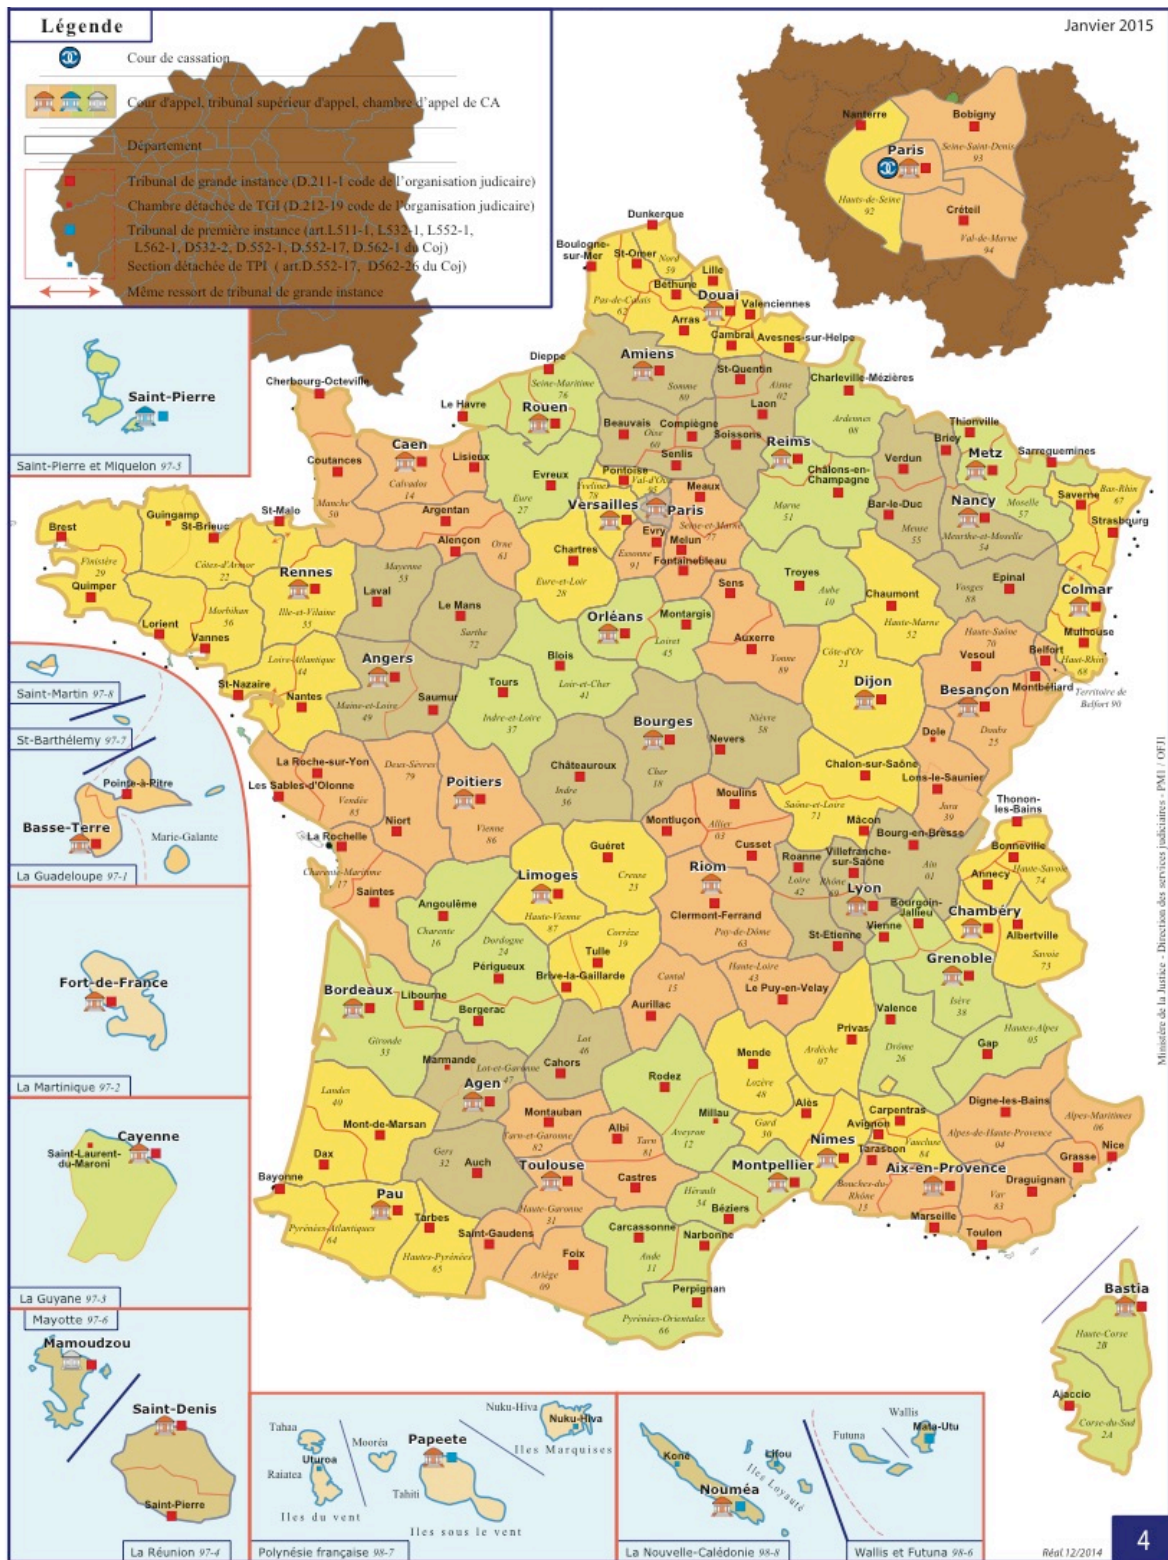 Légende
Janvier 2015
Cour de cassation
Cour d'appel, tribunal supérieur d'appel, chambre d'appel de CA
Département
Tribunal de grande instance (D.211-1 code de l'organisation judicaire)
Chambre détachée de TGI (D.212-19 code de l'organisation judicaire)
Tribunal de première instance (art.L511-1, L532-1, L552-1,
L562-1, D532-2, D.552-1, D.552-17, D.562-1 du Coj)
Section détachée de TPI ( art.D.552-17, D562-26 du Coj)
Même ressort de tribunal de grande instance
Nanterre
Bobigny
Seine-Saint-Denis
93
Paris
Hauts-de-Seine
92
Créteil
Val-de-Marne
94
Dunkerque
Boulogne-
sur-Mer
St-Omer
Nord
59
Lille
Béthune
Douai
Pas-de-Calais
62
Valenciennes
Arras
Cambrai
Avesnes-sur-Helpe
Saint-Pierre
Saint-Pierre et Miquelon 97-5
Dieppe
Amiens
Somme
80
St-Quentin
Aisne
02
Charleville-Mézières
Cherbourg-Octeville
Seine-Maritime
76
Le Havre
Rouen
Laon
Ardennes
08
Beauvais
Oise
60
Compiègne
Soissons
Senlis
Reims
Thionville
Briey
Metz
Sarreguemines
Verdun
Caen
Lisieux
Coutances
Calvados
14
Manche
50
Evreux
Eure
27
Pontoise
Val-d'Oise
95
Yvelines
78
Versailles
Paris
Meaux
Seine-et-Marne
77
Châlons-en-
Champagne
Marne
51
Bar-le-Duc
Meuse
55
Nancy
Meurthe-et-Moselle
54
Moselle
57
Saverne
Bas-Rhin
67
Strasbourg
Guingamp
St-Brieuc
St-Malo
Brest
Finistère
29
Côtes-d'Armor
22
Argentan
Alençon
Orne
61
Chartres
Eure-et-Loir
28
Evry
Essonne
91
Melun
Fontainebleau
Quimper
Rennes
Ille-et-Vilaine
35
Morbihan
56
Lorient
Vannes
Mayenne
53
Laval
Le Mans
Sarthe
72
Orléans
Montargis
Loiret
45
Sens
Troyes
Aube
10
Chaumont
Haute-Marne
52
Epinal
Vosges
88
Colmar
Mulhouse
Haut-Rhin
68
Loire-Atlantique
44
St-Nazaire
Nantes
Angers
Saumur
Maine-et-Loire
49
Blois
Loir-et-Cher
41
Tours
Indre-et-Loire
37
Auxerre
Yonne
89
Côte-d'Or
21
Dijon
Haute-Saône
70
Vesoul
Belfort
Montbéliard
Territoire de
Belfort 90
Besançon
Doubs
25
Saint-Martin 97-8
St-Barthélemy 97-7
Pointe-à-Pitre
Basse-Terre
Marie-Galante
La Guadeloupe 97-1
La Roche-sur-Yon
Les Sables-d'Olonne
Vendée
85
Deux-Sèvres
79
Poitiers
Niort
Vienne
86
Châteauroux
Indre
36
Bourges
Cher
18
Nevers
Nièvre
58
Dole
Chalon-sur-Saône
Lons-le-Saunier
Jura
39
Saône-et-Loire
71
Mâcon
Bourg-en-Bresse
Ain
01
Thonon-
les-Bains
Bonneville
Annecy
Haute-Savoie
74
La Rochelle
Charente-Maritime
17
Saintes
Guéret
Creuse
23
Limoges
Haute-Vienne
87
Moulins
Montluçon
Allier
03
Cusset
Riom
Clermont-Ferrand
Puy-de-Dôme
63
Roanne
Loire
42
Villefranche-
sur-Saône
Rhône
69
Lyon
St-Etienne
Vienne
Bourgoin-
Jallieu
Chambéry
Albertville
Savoie
73
Angoulême
Charente
16
Dordogne
24
Périgueux
Corrèze
19
Tulle
Brive-la-Gaillarde
Cantal
15
Aurillac
Haute-Loire
43
Le Puy-en-Velay
Grenoble
Isère
38
Fort-de-France
La Martinique 97-2
Bordeaux
Libourne
Bergerac
Gironde
33
Marmande
Lot-et-Garonne
47
Agen
Lot
46
Cahors
Rodez
Millau
Aveyron
12
Mende
Lozère
48
Privas
Ardèche
07
Valence
Drôme
26
Hautes-Alpes
05
Gap
Landes
40
Mont-de-Marsan
Dax
Bayonne
Gers
32
Auch
Montauban
Tarn-et-Garonne
82
Albi
Tarn
81
Toulouse
Castres
Alès
Gard
30
Nimes
Carpentras
Avignon
Vaucluse
84
Tarascon
Digne-les-Bains
Alpes-de-Haute-Provence
04
Alpes-Maritimes
06
Nice
Grasse
Draguignan
Aix-en-Provence
Bouches-du-
Rhône
13
Var
83
Marseille
Toulon
Cayenne
Saint-Laurent-
du-Maroni
La Guyane 97-3
Pau
Pyrénées-Atlantiques
64
Tarbes
Hautes-Pyrénées
65
Saint-Gaudens
Haute-Garonne
31
Foix
Ariège
09
Montpellier
Hérault
54
Béziers
Carcassonne
Narbonne
Aude
11
Perpignan
Pyrénées-Orientales
66
Bastia
Haute-Corse
2B
Ajaccio
Corse-du-Sud
2A
Mayotte 97-6
Mamoudzou
Saint-Denis
Saint-Pierre
La Réunion 97-4
Tahaa
Uturoa
Raiatea
Iles du vent
Mooréa
Papeete
Tahiti
Iles sous le vent
Nuku-Hiva
Nuku-Hiva
Iles Marquises
Polynésie française 98-7
Koné
Lifou
Iles Loyauté
Nouméa
La Nouvelle-Calédonie 98-8
Wallis
Mata-Utu
Futuna
Wallis et Futuna 98-6
Ministère de la Justice - Direction des services judiciaires - PM1 / OFJ1
Réal 12/2014
4